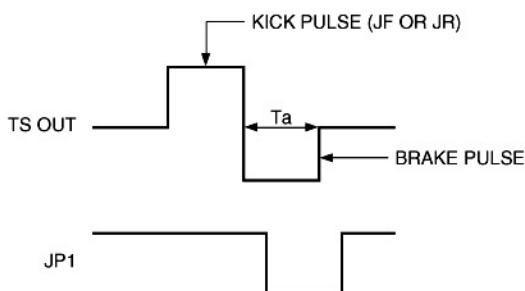 KICK PULSE (JF OR JR)
TS OUT
Ta
BRAKE PULSE
JP1